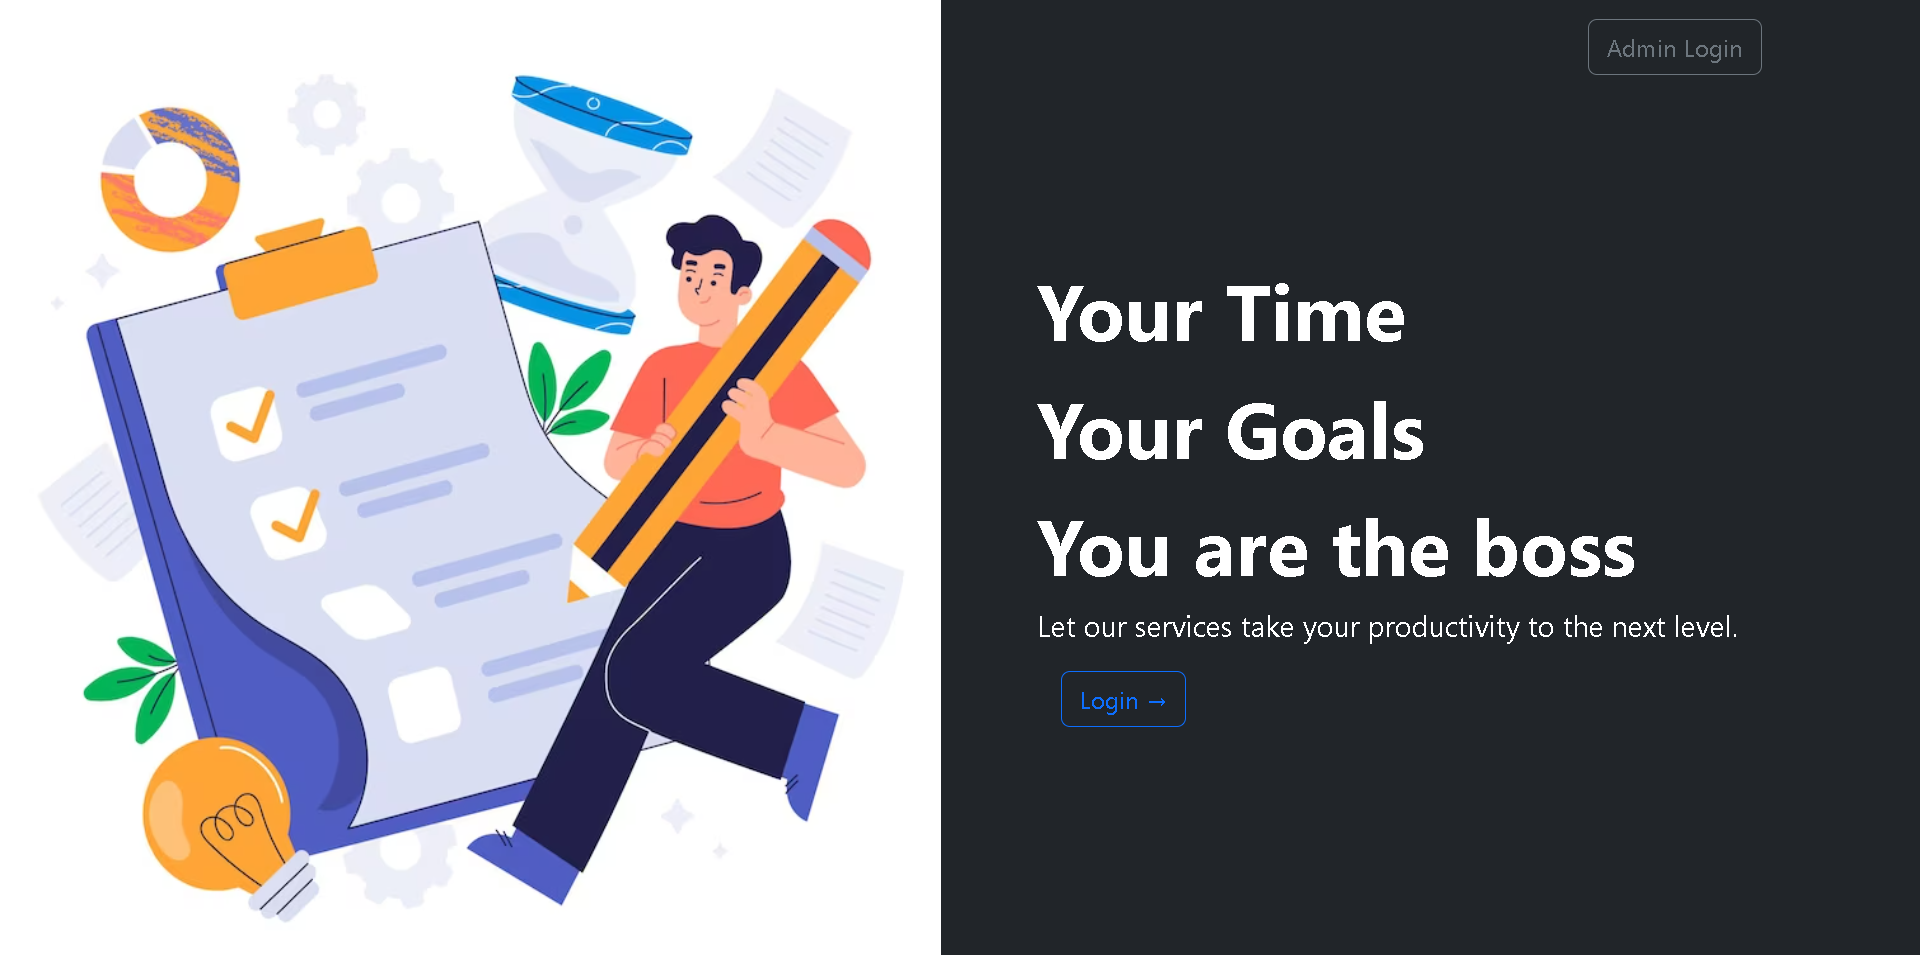 Admin Login
Your Time
Your Goals
You are the boss
Let our services take your productivity to the next level.
Login →